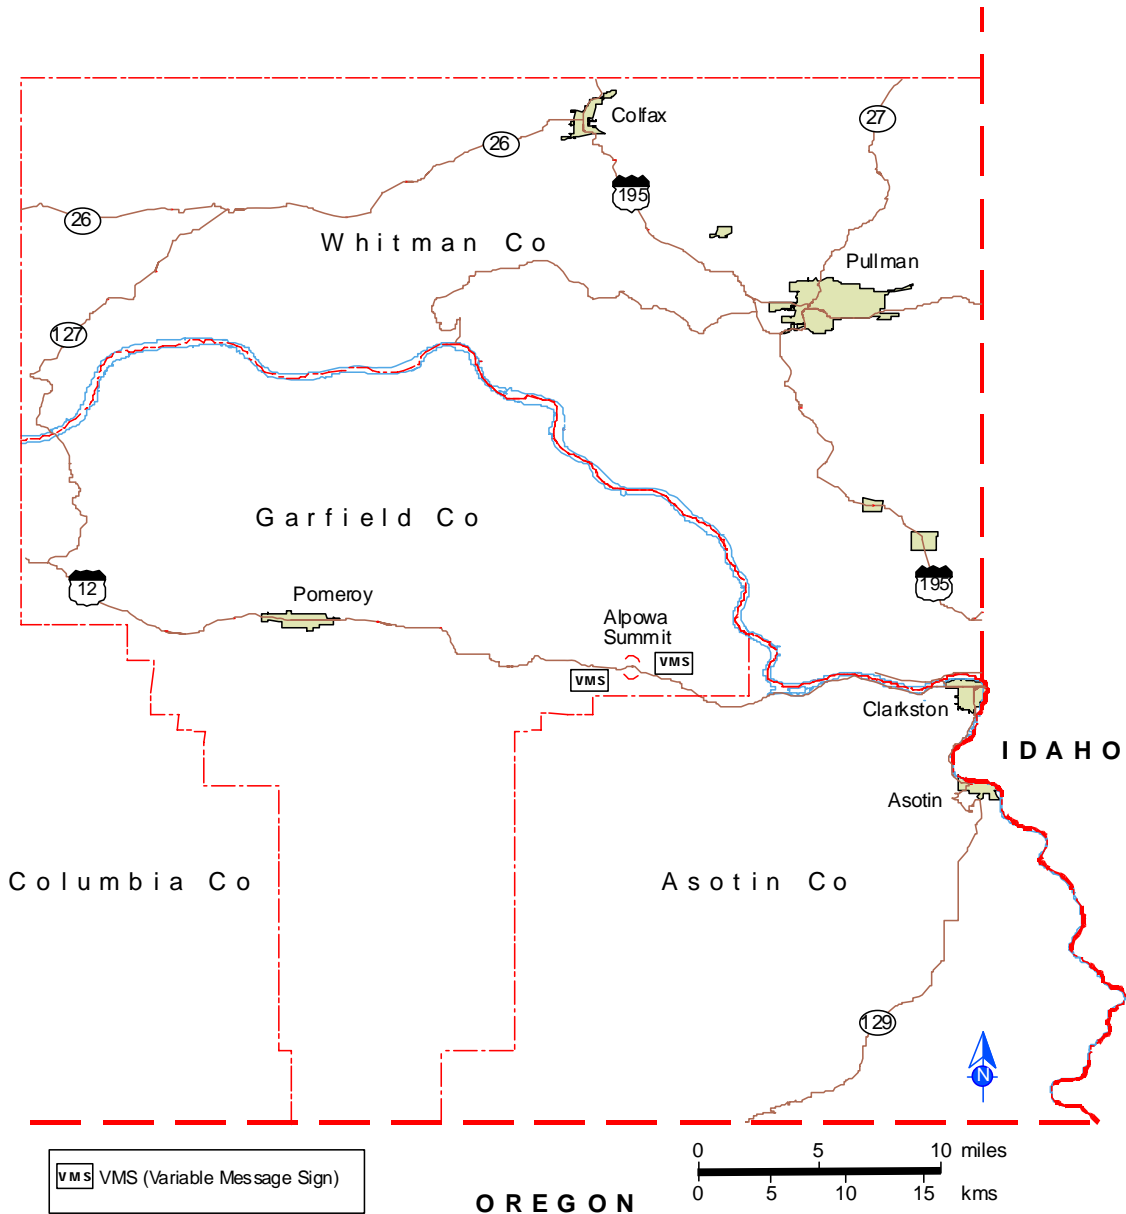 Colfax
27
26
195
26
Whitman Co
Pullman
127
Garfield Co
12
Pomeroy
195
Alpowa
Summit
VMS
VMS
Clarkston
IDAHO
Asotin
Columbia Co
Asotin Co
129
N
0 5 10 miles
0 5 10 15 kms
VMS VMS (Variable Message Sign)
OREGON